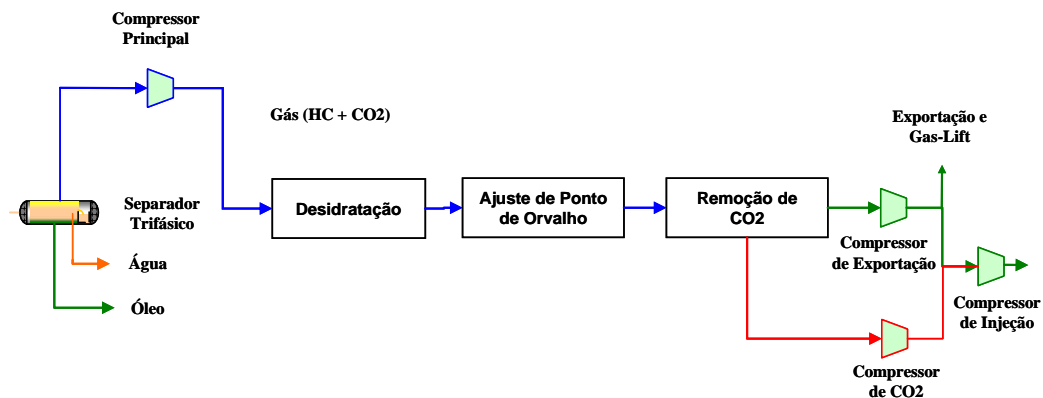 Compressor
Principal
Gás (HC + CO2)
Exportação e
Gas-Lift
Separador
Trifásico
Desidratação
Ajuste de Ponto
de Orvalho
Remoção de
CO2
Compressor
de Exportação
Água
Óleo
Compressor
de Injeção
Compressor
de CO2